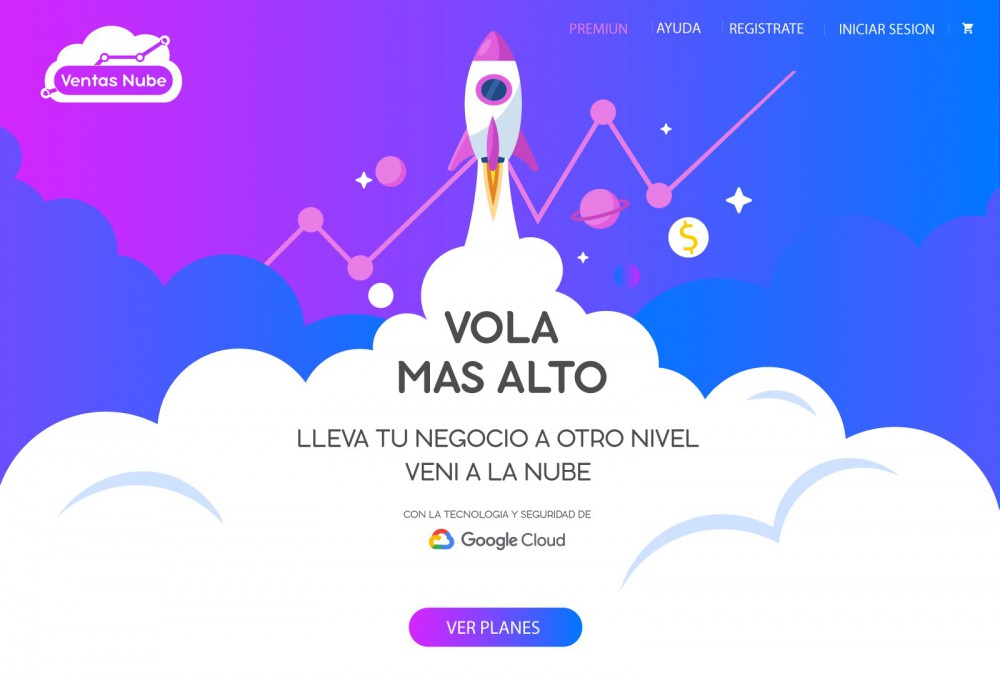 Ventas Nube
PREMIUN
AYUDA
REGISTRATE
INICIAR SESION
$
VOLA
MAS ALTO
LLEVA TU NEGOCIO A OTRO NIVEL
VENI A LA NUBE
CON LA TECNOLOGIA Y SEGURIDAD DE
Google Cloud
VER PLANES